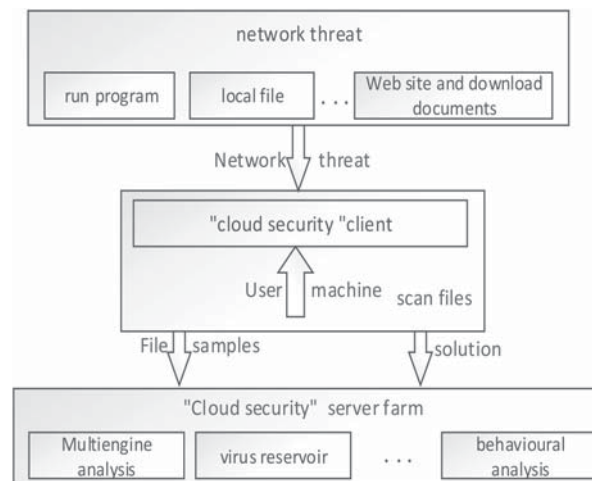 network threat
run program
local file
. . .
Web site and download
documents
Network threat
"cloud security "client
User machine
scan files
File samples
solution
"Cloud security" server farm
Multiengine
analysis
virus reservoir
. . .
behavioural
analysis